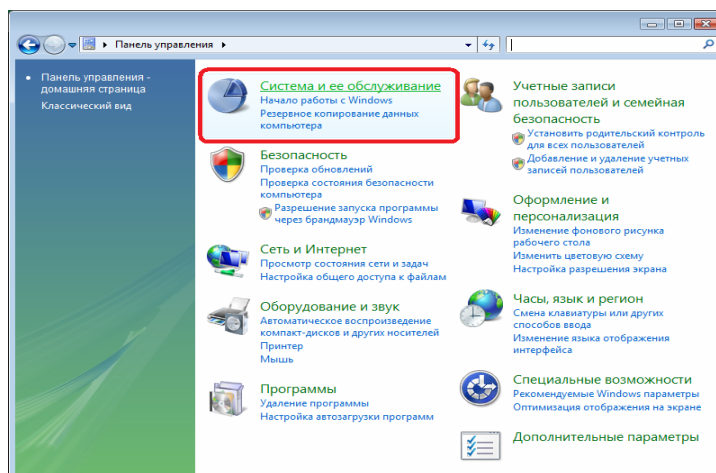 Панель управления
Панель управления -
домашняя страница
Классический вид
Система и ее обслуживание
Начало работы с Windows
Резервное копирование данных
компьютера
Безопасность
Проверка обновлений
Проверка состояния безопасности
компьютера
Разрешение запуска программы
через брандмауэр Windows
Сеть и Интернет
Просмотр состояния сети и задач
Настройка общего доступа к файлам
Оборудование и звук
Автоматическое воспроизведение
компакт-дисков и других носителей
Принтер
Мышь
Программы
Удаление программы
Настройка автозагрузки программ
Учетные записи
пользователей и семейная
безопасность
Установить родительский контроль
для всех пользователей
Добавление и удаление учетных
записей пользователей
Оформление и
персонализация
Изменение фонового рисунка
рабочего стола
Изменить цветовую схему
Настройка разрешения экрана
Часы, язык и регион
Смена клавиатуры или других
способов ввода
Изменение языка отображения
интерфейса
Специальные возможности
Рекомендуемые Windows параметры
Оптимизация отображения на экране
Дополнительные параметры